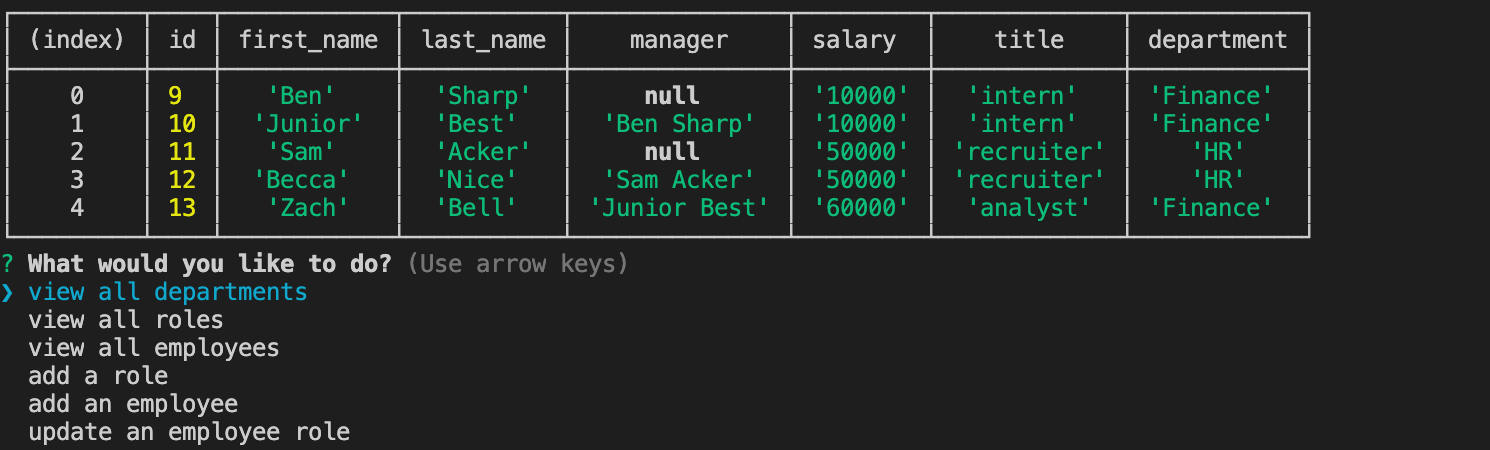 (index) id first_name last_name manager salary title department
0 9 'Ben' 'Sharp' null '10000' 'intern' 'Finance'
1 10 'Junior' 'Best' 'Ben Sharp' '10000' 'intern' 'Finance'
2 11 'Sam' 'Acker' null '50000' 'recruiter' 'HR'
3 12 'Becca' 'Nice' 'Sam Acker' '50000' 'recruiter' 'HR'
4 13 'Zach' 'Bell' 'Junior Best' '60000' 'analyst' 'Finance'
? What would you like to do? (Use arrow keys)
❯ view all departments
view all roles
view all employees
add a role
add an employee
update an employee role